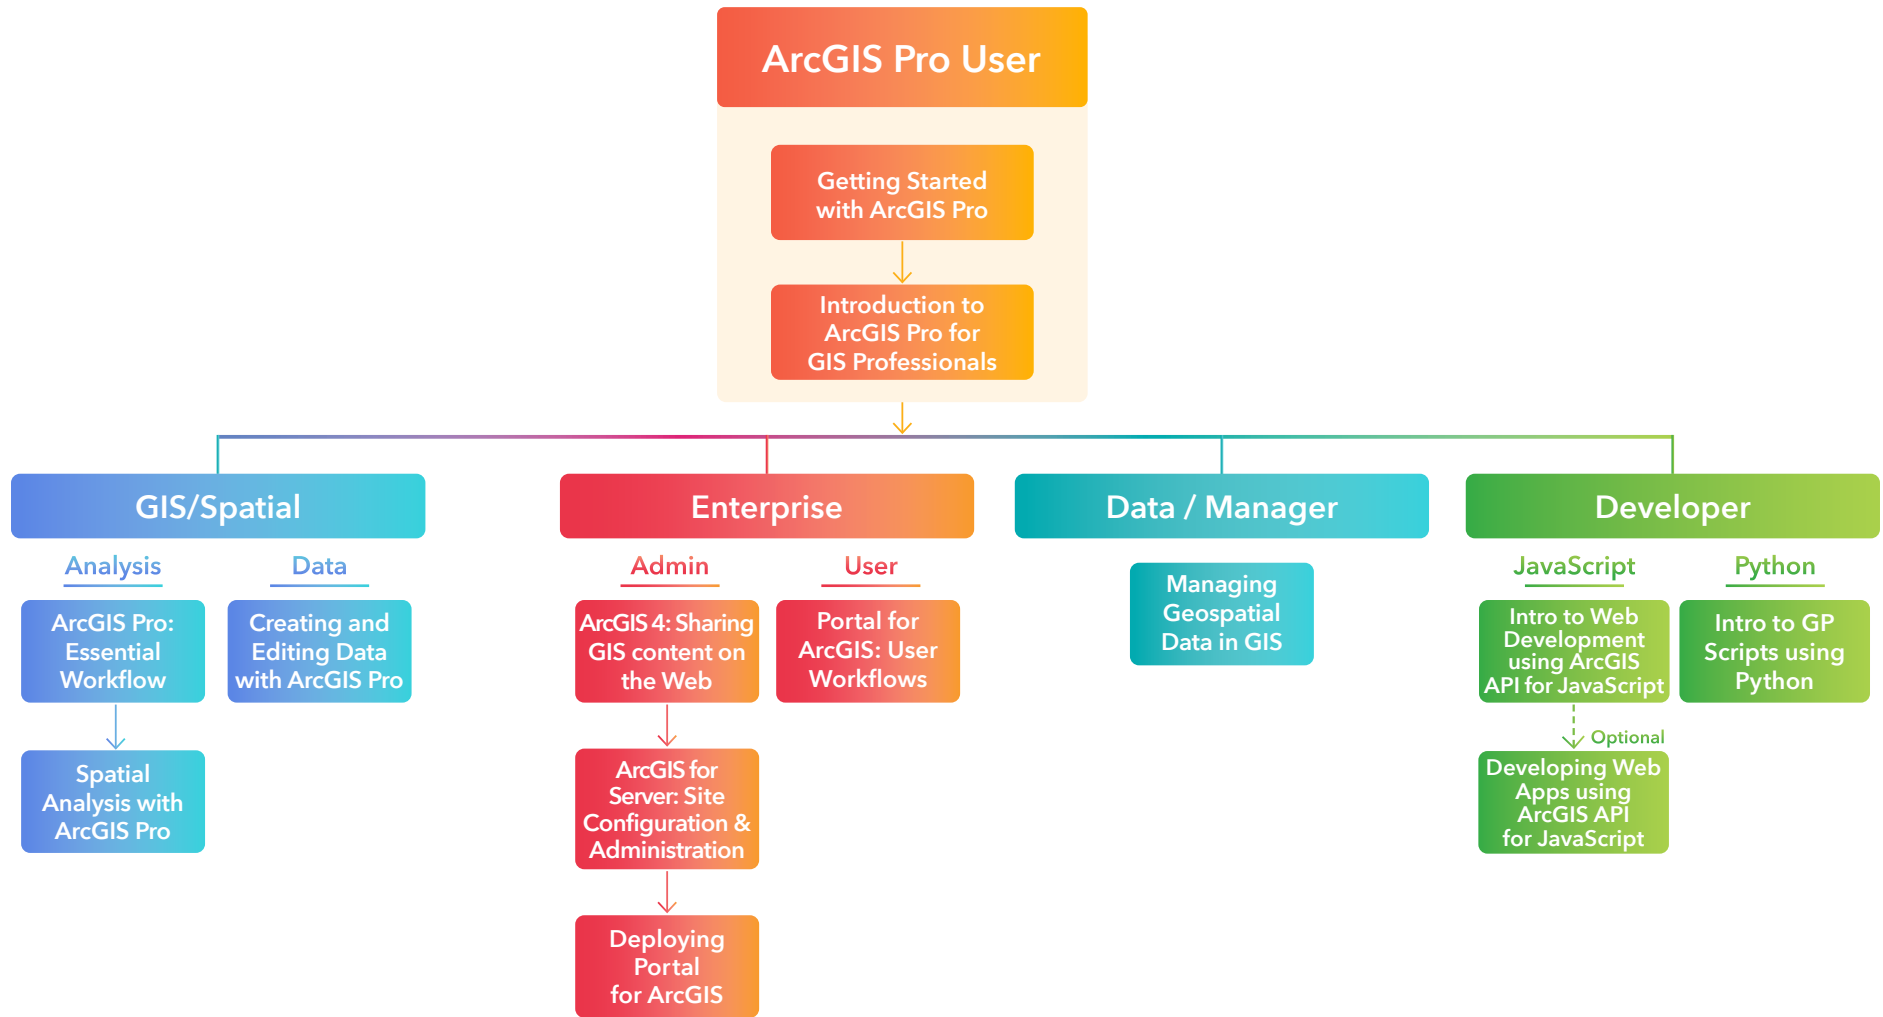 ArcGIS Pro User
Getting Started
with ArcGIS Pro
Introduction to
ArcGIS Pro for
GIS Professionals
GIS/Spatial
Analysis
Data
ArcGIS Pro:
Essential
Workflow
Creating and
Editing Data
with ArcGIS Pro
Spatial
Analysis with
ArcGIS Pro
Enterprise
Admin
User
ArcGIS 4: Sharing
GIS content on
the Web
Portal for
ArcGIS: User
Workflows
ArcGIS for
Server: Site
Configuration &
Administration
Deploying
Portal
for ArcGIS
Data / Manager
Managing
Geospatial
Data in GIS
Developer
JavaScript
Python
Intro to Web
Development
using ArcGIS
API for JavaScript
Intro to GP
Scripts using
Python
Optional
Developing Web
Apps using
ArcGIS API
for JavaScript